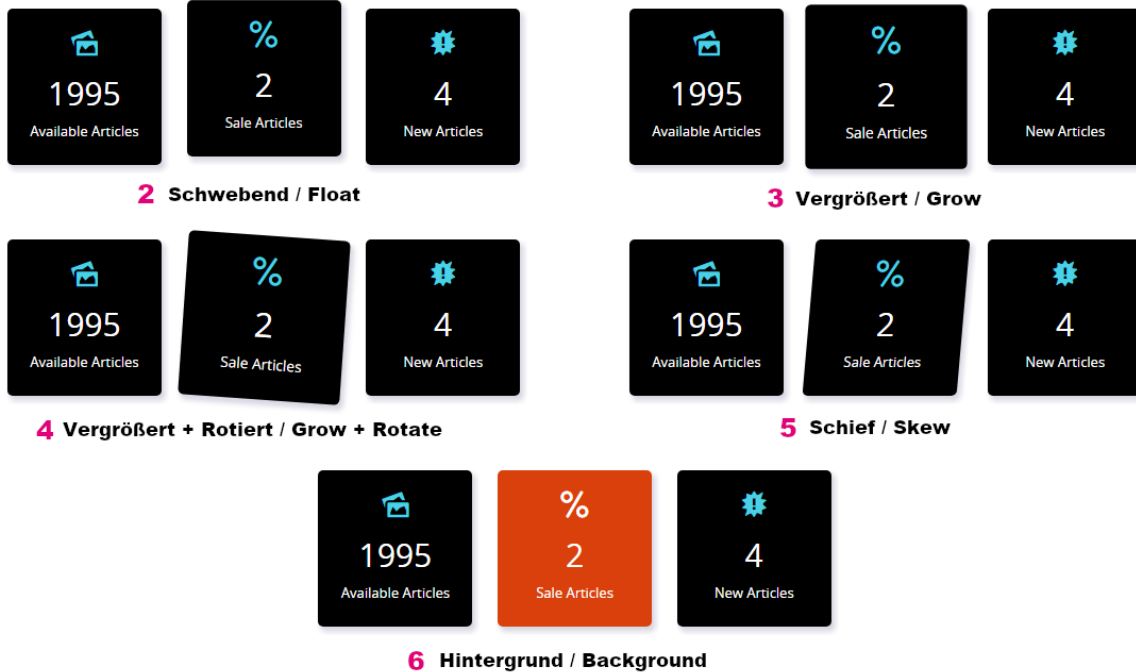 %
%
1995
2
4
1995
2
4
Available Articles
Sale Articles
New Articles
Available Articles
Sale Articles
New Articles
2 Schwebend / Float
3 Vergrößert / Grow
%
%
1995
2
4
1995
2
4
Available Articles
Sale Articles
New Articles
Available Articles
Sale Articles
New Articles
4 Vergrößert + Rotiert / Grow + Rotate
5 Schief / Skew
%
1995
2
4
Available Articles
Sale Articles
New Articles
6 Hintergrund / Background